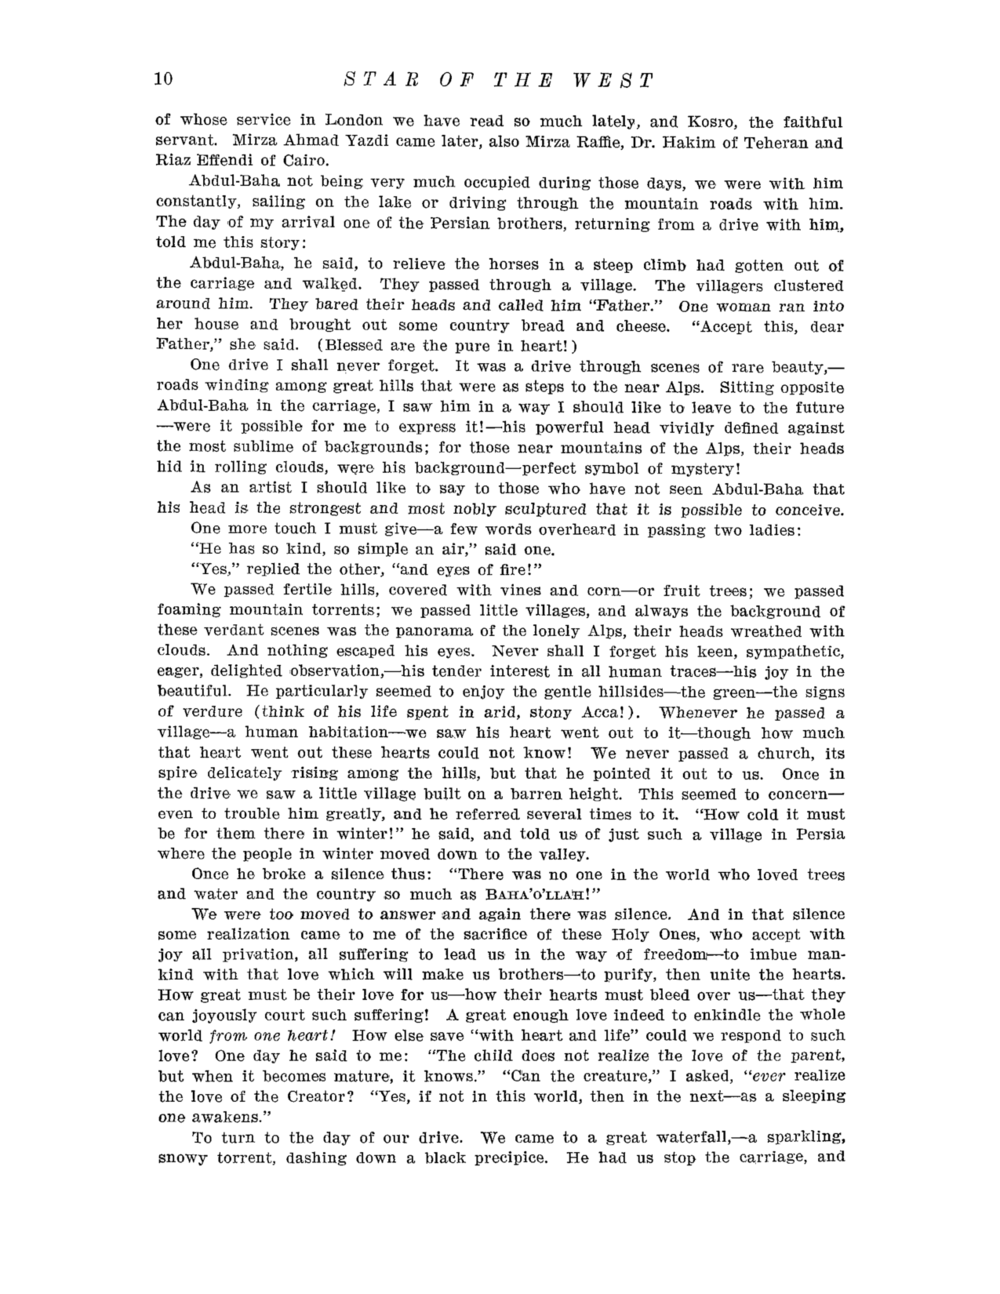 10 STAR OF THE WEST
of whose service in London we have read so much lately, and Kosro, the faithful
servant. Mirza Ahmad Yazdi came later, also Mirza Raffie, Dr. Hakim of Teheran and
Riaz Effendi of Cairo.
Abdul-Baha not being very much occupied during those days, we were with him
constantly, sailing on the lake or driving through the mountain roads with him.
The day of my arrival one of the Persian brothers, returning from a drive with him,
told me this story:
Abdul-Baha, he said, to relieve the horses in a steep climb had gotten out of
the carriage and walked. They passed through a village. The villagers clustered
around him. They bared their heads and called him "Father." One woman ran into
her house and brought out some country bread and cheese. "Accept this, dear
Father," she said. (Blessed are the pure in heart!)
One drive I shall never forget. It was a drive through scenes of rare beauty,—
roads winding among great hills that were as steps to the near Alps. Sitting opposite
Abdul-Baha in the carriage, I saw him in a way I should like to leave to the future
—were it possible for me to express it!—his powerful head vividly defined against
the most sublime of backgrounds; for those near mountains of the Alps, their heads
hid in rolling clouds, were his background—perfect symbol of mystery!
As an artist I should like to say to those who have not seen Abdul-Baha that
his head is the strongest and most nobly sculptured that it is possible to conceive.
One more touch I must give—a few words overheard in passing two ladies:
"He has so kind, so simple an air," said one.
"Yes," replied the other, "and eyes of fire!"
We passed fertile hills, covered with vines and corn—or fruit trees; we passed
foaming mountain torrents; we passed little villages, and always the background of
these verdant scenes was the panorama of the lonely Alps, their heads wreathed with
clouds. And nothing escaped his eyes. Never shall I forget his keen, sympathetic,
eager, delighted observation,—his tender interest in all human traces—his joy in the
beautiful. He particularly seemed to enjoy the gentle hillsides—the green—the signs
of verdure (think of his life spent in arid, stony Acca!). Whenever he passed a
village—a human habitation—we saw his heart went out to it—though how much
that heart went out these hearts could not know! We never passed a church, its
spire delicately rising among the hills, but that he pointed it out to us. Once in
the drive we saw a little village built on a barren height. This seemed to concern—
even to trouble him greatly, and he referred several times to it. "How cold it must
be for them there in winter!" he said, and told us of just such a village in Persia
where the people in winter moved down to the valley.
Once he broke a silence thus: "There was no one in the world who loved trees
and water and the country so much as BAHA'O'LLAH!"
We were too moved to answer and again there was silence. And in that silence
some realization came to me of the sacrifice of these Holy Ones, who accept with
joy all privation, all suffering to lead us in the way of freedom—to imbue man-
kind with that love which will make us brothers—to purify, then unite the hearts.
How great must be their love for us—how their hearts must bleed over us—that they
can joyously court such suffering! A great enough love indeed to enkindle the whole
world from one heart! How else save "with heart and life" could we respond to such
love? One day he said to me: "The child does not realize the love of the parent,
but when it becomes mature, it knows." "Can the creature," I asked, "ever realize
the love of the Creator? "Yes, if not in this world, then in the next—as a sleeping
one awakens."
To turn to the day of our drive. We came to a great waterfall,—a sparkling,
snowy torrent, dashing down a black precipice. He had us stop the carriage, and